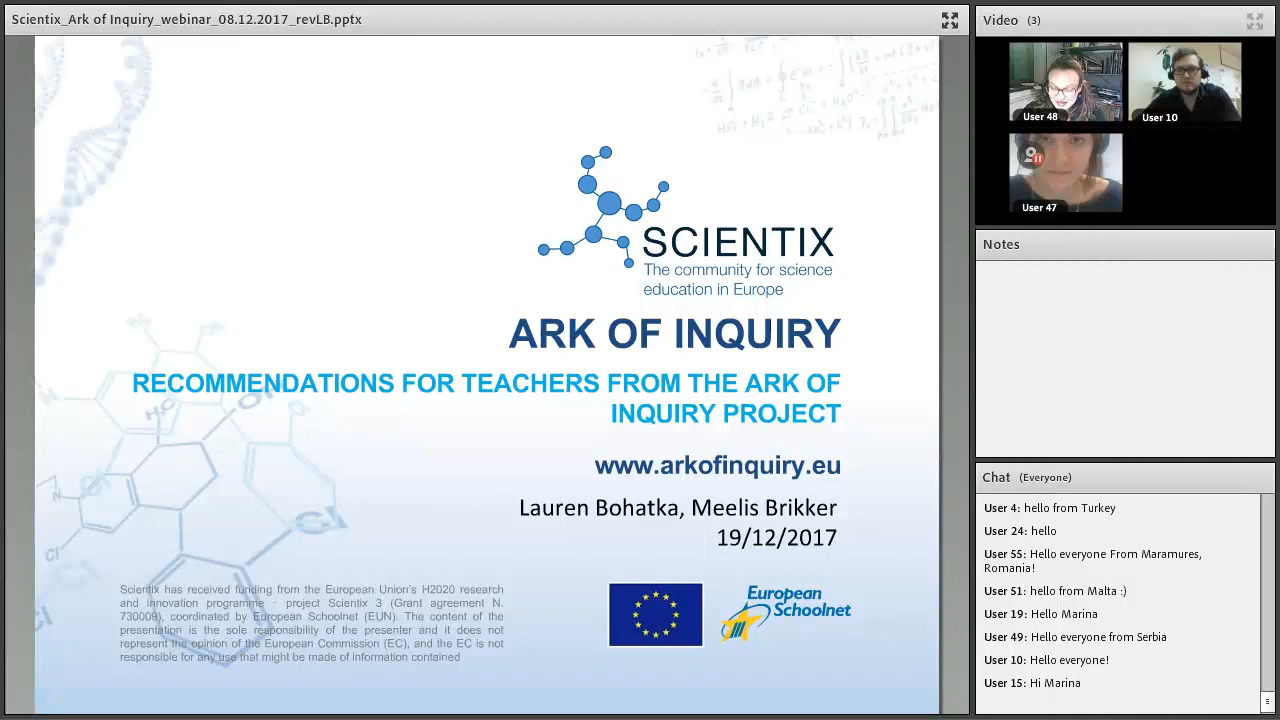 Scientix_Ark of Inquiry_webinar_08.12.2017_revLB.pptx
SCIENTIX
The community for science
education in Europe
ARK OF INQUIRY
RECOMMENDATIONS FOR TEACHERS FROM THE ARK OF
INQUIRY PROJECT
www.arkofinquiry.eu
Lauren Bohatka, Meelis Brikker
19/12/2017
Scientix has received funding from the European Union's H2020 research
and innovation programme - project Scientix 3 (Grant agreement N.
730009), coordinated by European Schoolnet (EUN). The content of the
presentation is the sole responsibility of the presenter and it does not
represent the opinion of the European Commission (EC), and the EC is not
responsible for any use that might be made of information contained
European
Schoolnet
Video (3)
User 48
User 10
User 47
Notes
Chat (Everyone)
User 4: hello from Turkey
User 24: hello
User 55: Hello everyone From Maramures,
Romania!
User 51: hello from Malta :)
User 19: Hello Marina
User 49: Hello everyone from Serbia
User 10: Hello everyone!
User 15: Hi Marina